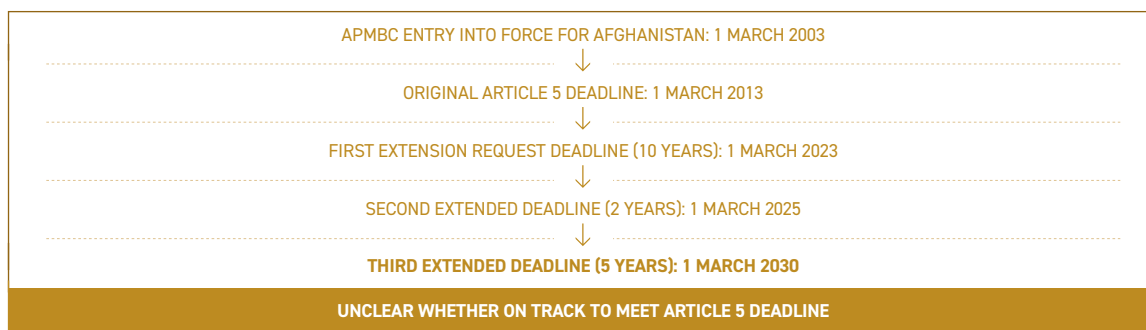 APMBC ENTRY INTO FORCE FOR AFGHANISTAN: 1 MARCH 2003
ORIGINAL ARTICLE 5 DEADLINE: 1 MARCH 2013
FIRST EXTENSION REQUEST DEADLINE (10 YEARS): 1 MARCH 2023
SECOND EXTENDED DEADLINE (2 YEARS): 1 MARCH 2025
THIRD EXTENDED DEADLINE (5 YEARS): 1 MARCH 2030
UNCLEAR WHETHER ON TRACK TO MEET ARTICLE 5 DEADLINE